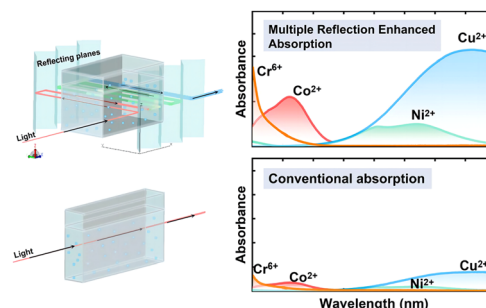 Reflecting planes
Light
Multiple Reflection Enhanced
Absorption
Cu²⁺
Cr⁶⁺
Co²⁺
Ni²⁺
Absorbance
Light
Conventional absorption
Cr⁶⁺
Co²⁺
Ni²⁺
Cu²⁺
Absorbance
Wavelength (nm)